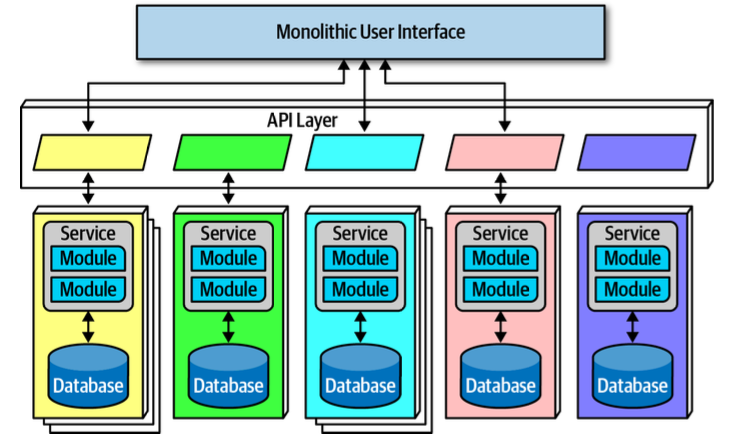 Monolithic User Interface
API Layer
Service Service Service Service Service
Module Module Module Module Module
Module Module Module Module Module
Database Database Database Database Database